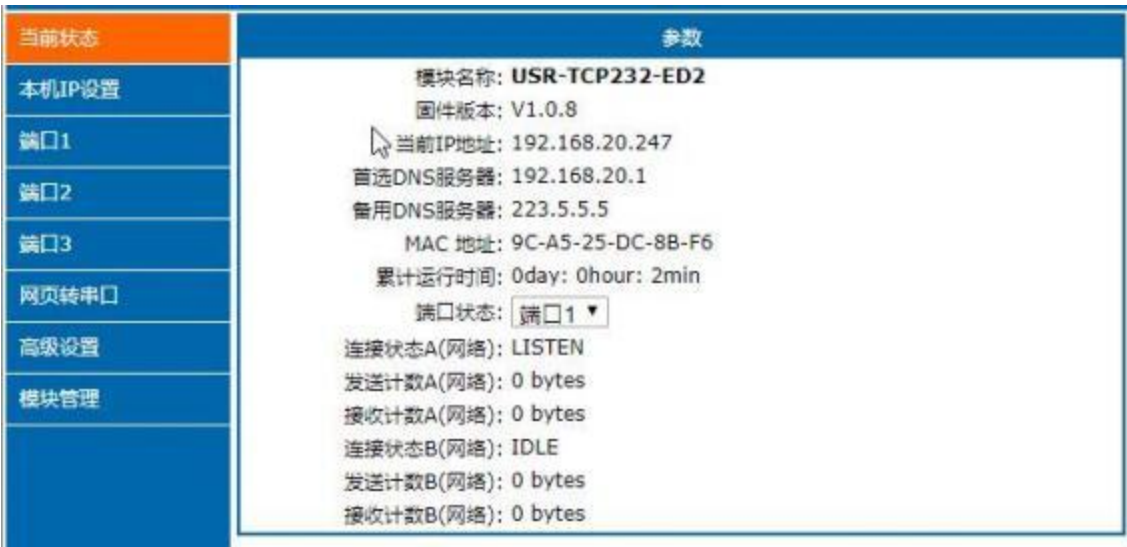 当前状态
本机IP设置
端口1
端口2
端口3
网页转串口
高级设置
模块管理
参数
模块名称: USR-TCP232-ED2
固件版本: V1.0.8
当前IP地址: 192.168.20.247
首选DNS服务器: 192.168.20.1
备用DNS服务器: 223.5.5.5
MAC 地址: 9C-A5-25-DC-8B-F6
累计运行时间: 0day: 0hour: 2min
端口状态: 端口1
连接状态A(网络): LISTEN
发送计数A(网络): 0 bytes
接收计数A(网络): 0 bytes
连接状态B(网络): IDLE
发送计数B(网络): 0 bytes
接收计数B(网络): 0 bytes